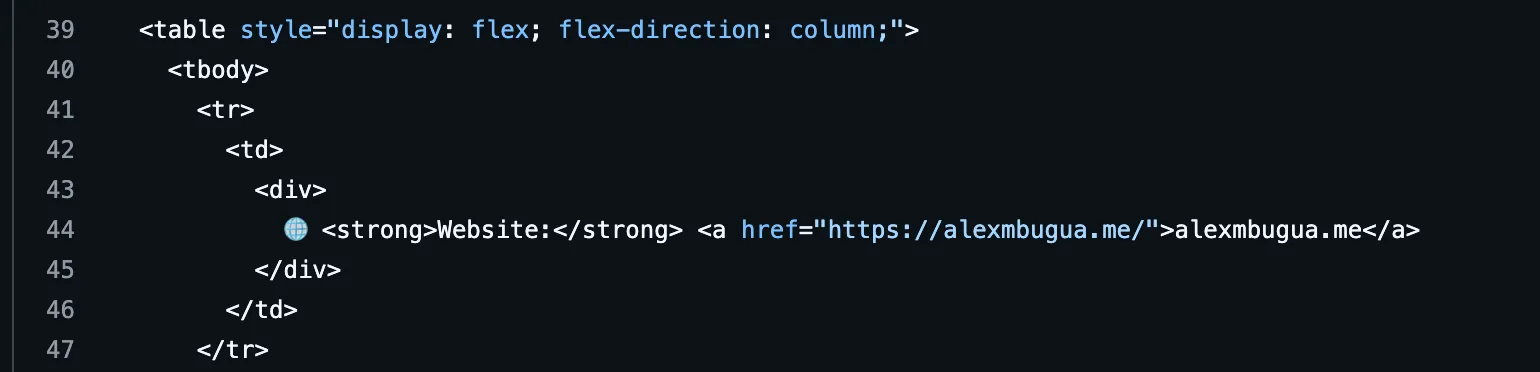 39 <table style="display: flex; flex-direction: column;">
40 <tbody>
41 <tr>
42 <td>
43 <div>
44 🌐 <strong>Website:</strong> <a href="https://alexmbugua.me/">alexmbugua.me</a>
45 </div>
46 </td>
47 </tr>